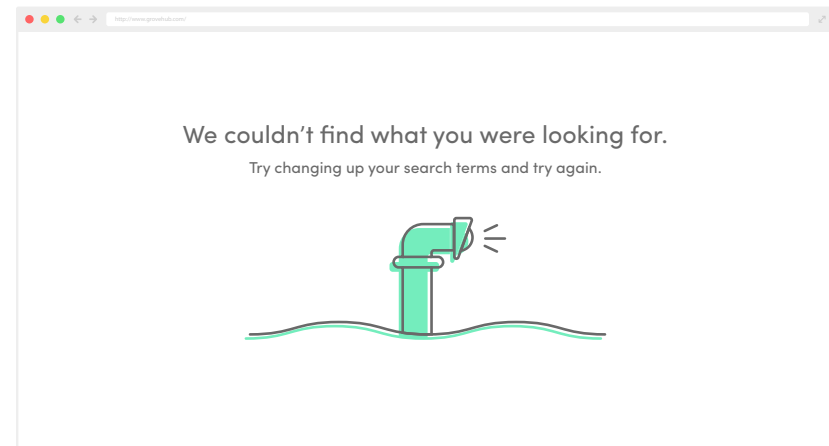 We couldn't find what you were looking for.
Try changing up your search terms and try again.